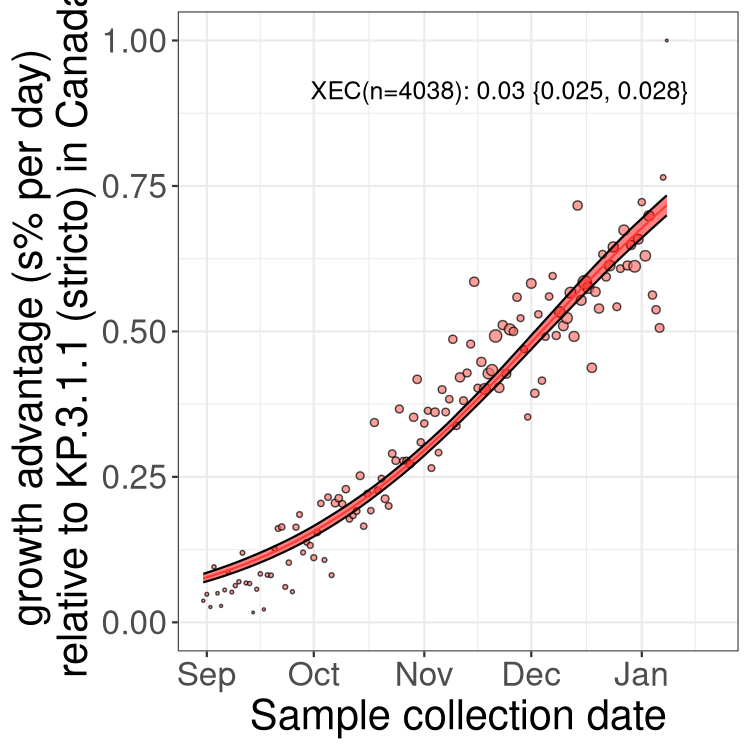 growth advantage (s% per day)
relative to KP.3.1.1 (stricto) in Canada
1.00
0.75
0.50
0.25
0.00
XEC(n=4038): 0.03 {0.025, 0.028}
Sep Oct Nov Dec Jan
Sample collection date